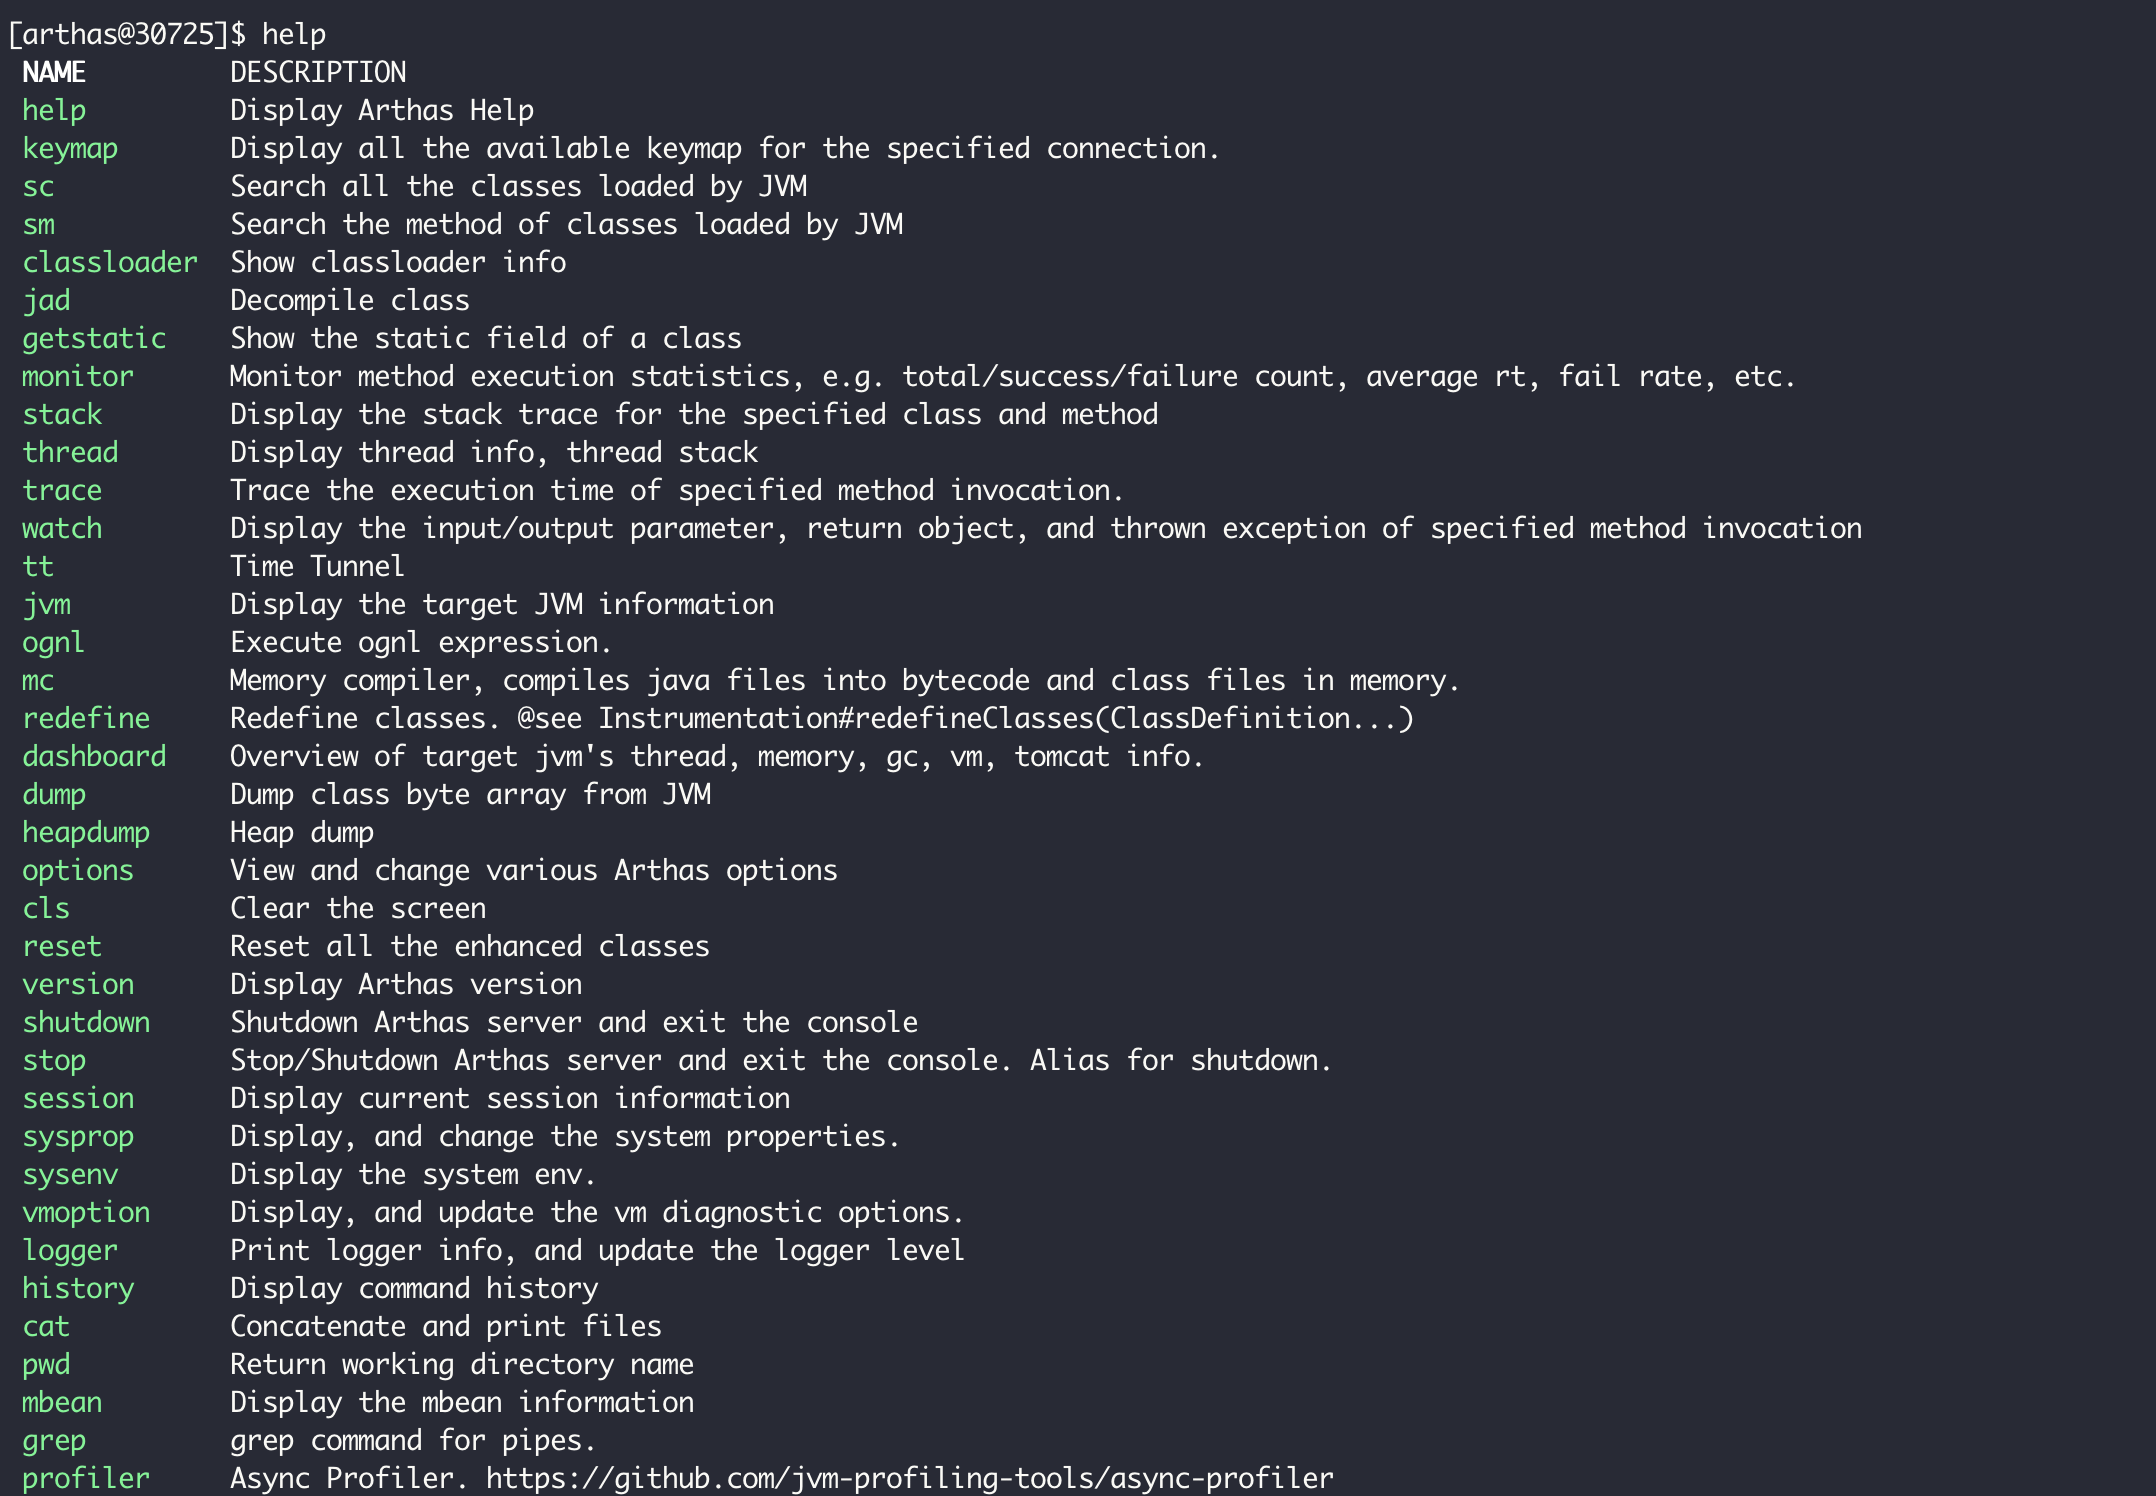 [arthas@30725]$ help
NAME DESCRIPTION
help Display Arthas Help
keymap Display all the available keymap for the specified connection.
sc Search all the classes loaded by JVM
sm Search the method of classes loaded by JVM
classloader Show classloader info
jad Decompile class
getstatic Show the static field of a class
monitor Monitor method execution statistics, e.g. total/success/failure count, average rt, fail rate, etc.
stack Display the stack trace for the specified class and method
thread Display thread info, thread stack
trace Trace the execution time of specified method invocation.
watch Display the input/output parameter, return object, and thrown exception of specified method invocation
tt Time Tunnel
jvm Display the target JVM information
ognl Execute ognl expression.
mc Memory compiler, compiles java files into bytecode and class files in memory.
redefine Redefine classes. @see Instrumentation#redefineClasses(ClassDefinition...)
dashboard Overview of target jvm's thread, memory, gc, vm, tomcat info.
dump Dump class byte array from JVM
heapdump Heap dump
options View and change various Arthas options
cls Clear the screen
reset Reset all the enhanced classes
version Display Arthas version
shutdown Shutdown Arthas server and exit the console
stop Stop/Shutdown Arthas server and exit the console. Alias for shutdown.
session Display current session information
sysprop Display, and change the system properties.
sysenv Display the system env.
vmoption Display, and update the vm diagnostic options.
logger Print logger info, and update the logger level
history Display command history
cat Concatenate and print files
pwd Return working directory name
mbean Display the mbean information
grep grep command for pipes.
profiler Async Profiler. https://github.com/jvm-profiling-tools/async-profiler